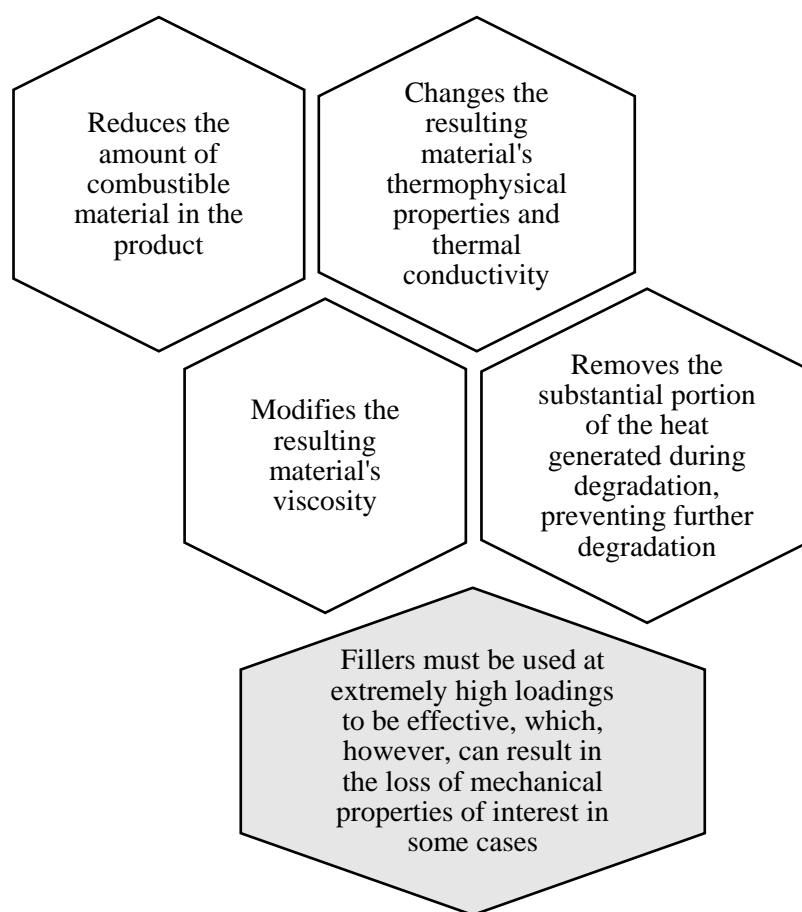 Reduces the
amount of
combustible
material in the
product
Changes the
resulting
material's
thermophysical
properties and
thermal
conductivity
Modifies the
resulting
material's
viscosity
Removes the
substantial portion
of the heat
generated during
degradation,
preventing further
degradation
Fillers must be used at
extremely high loadings
to be effective, which,
however, can result in
the loss of mechanical
properties of interest in
some cases